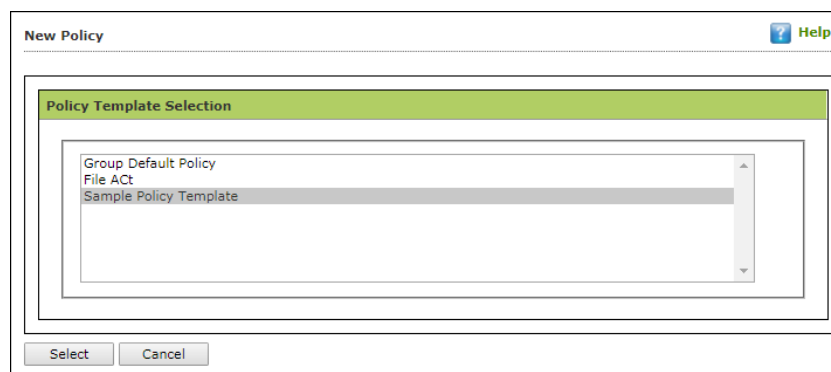 New Policy
? Help
Policy Template Selection
Group Default Policy
File ACt
Sample Policy Template
Select Cancel